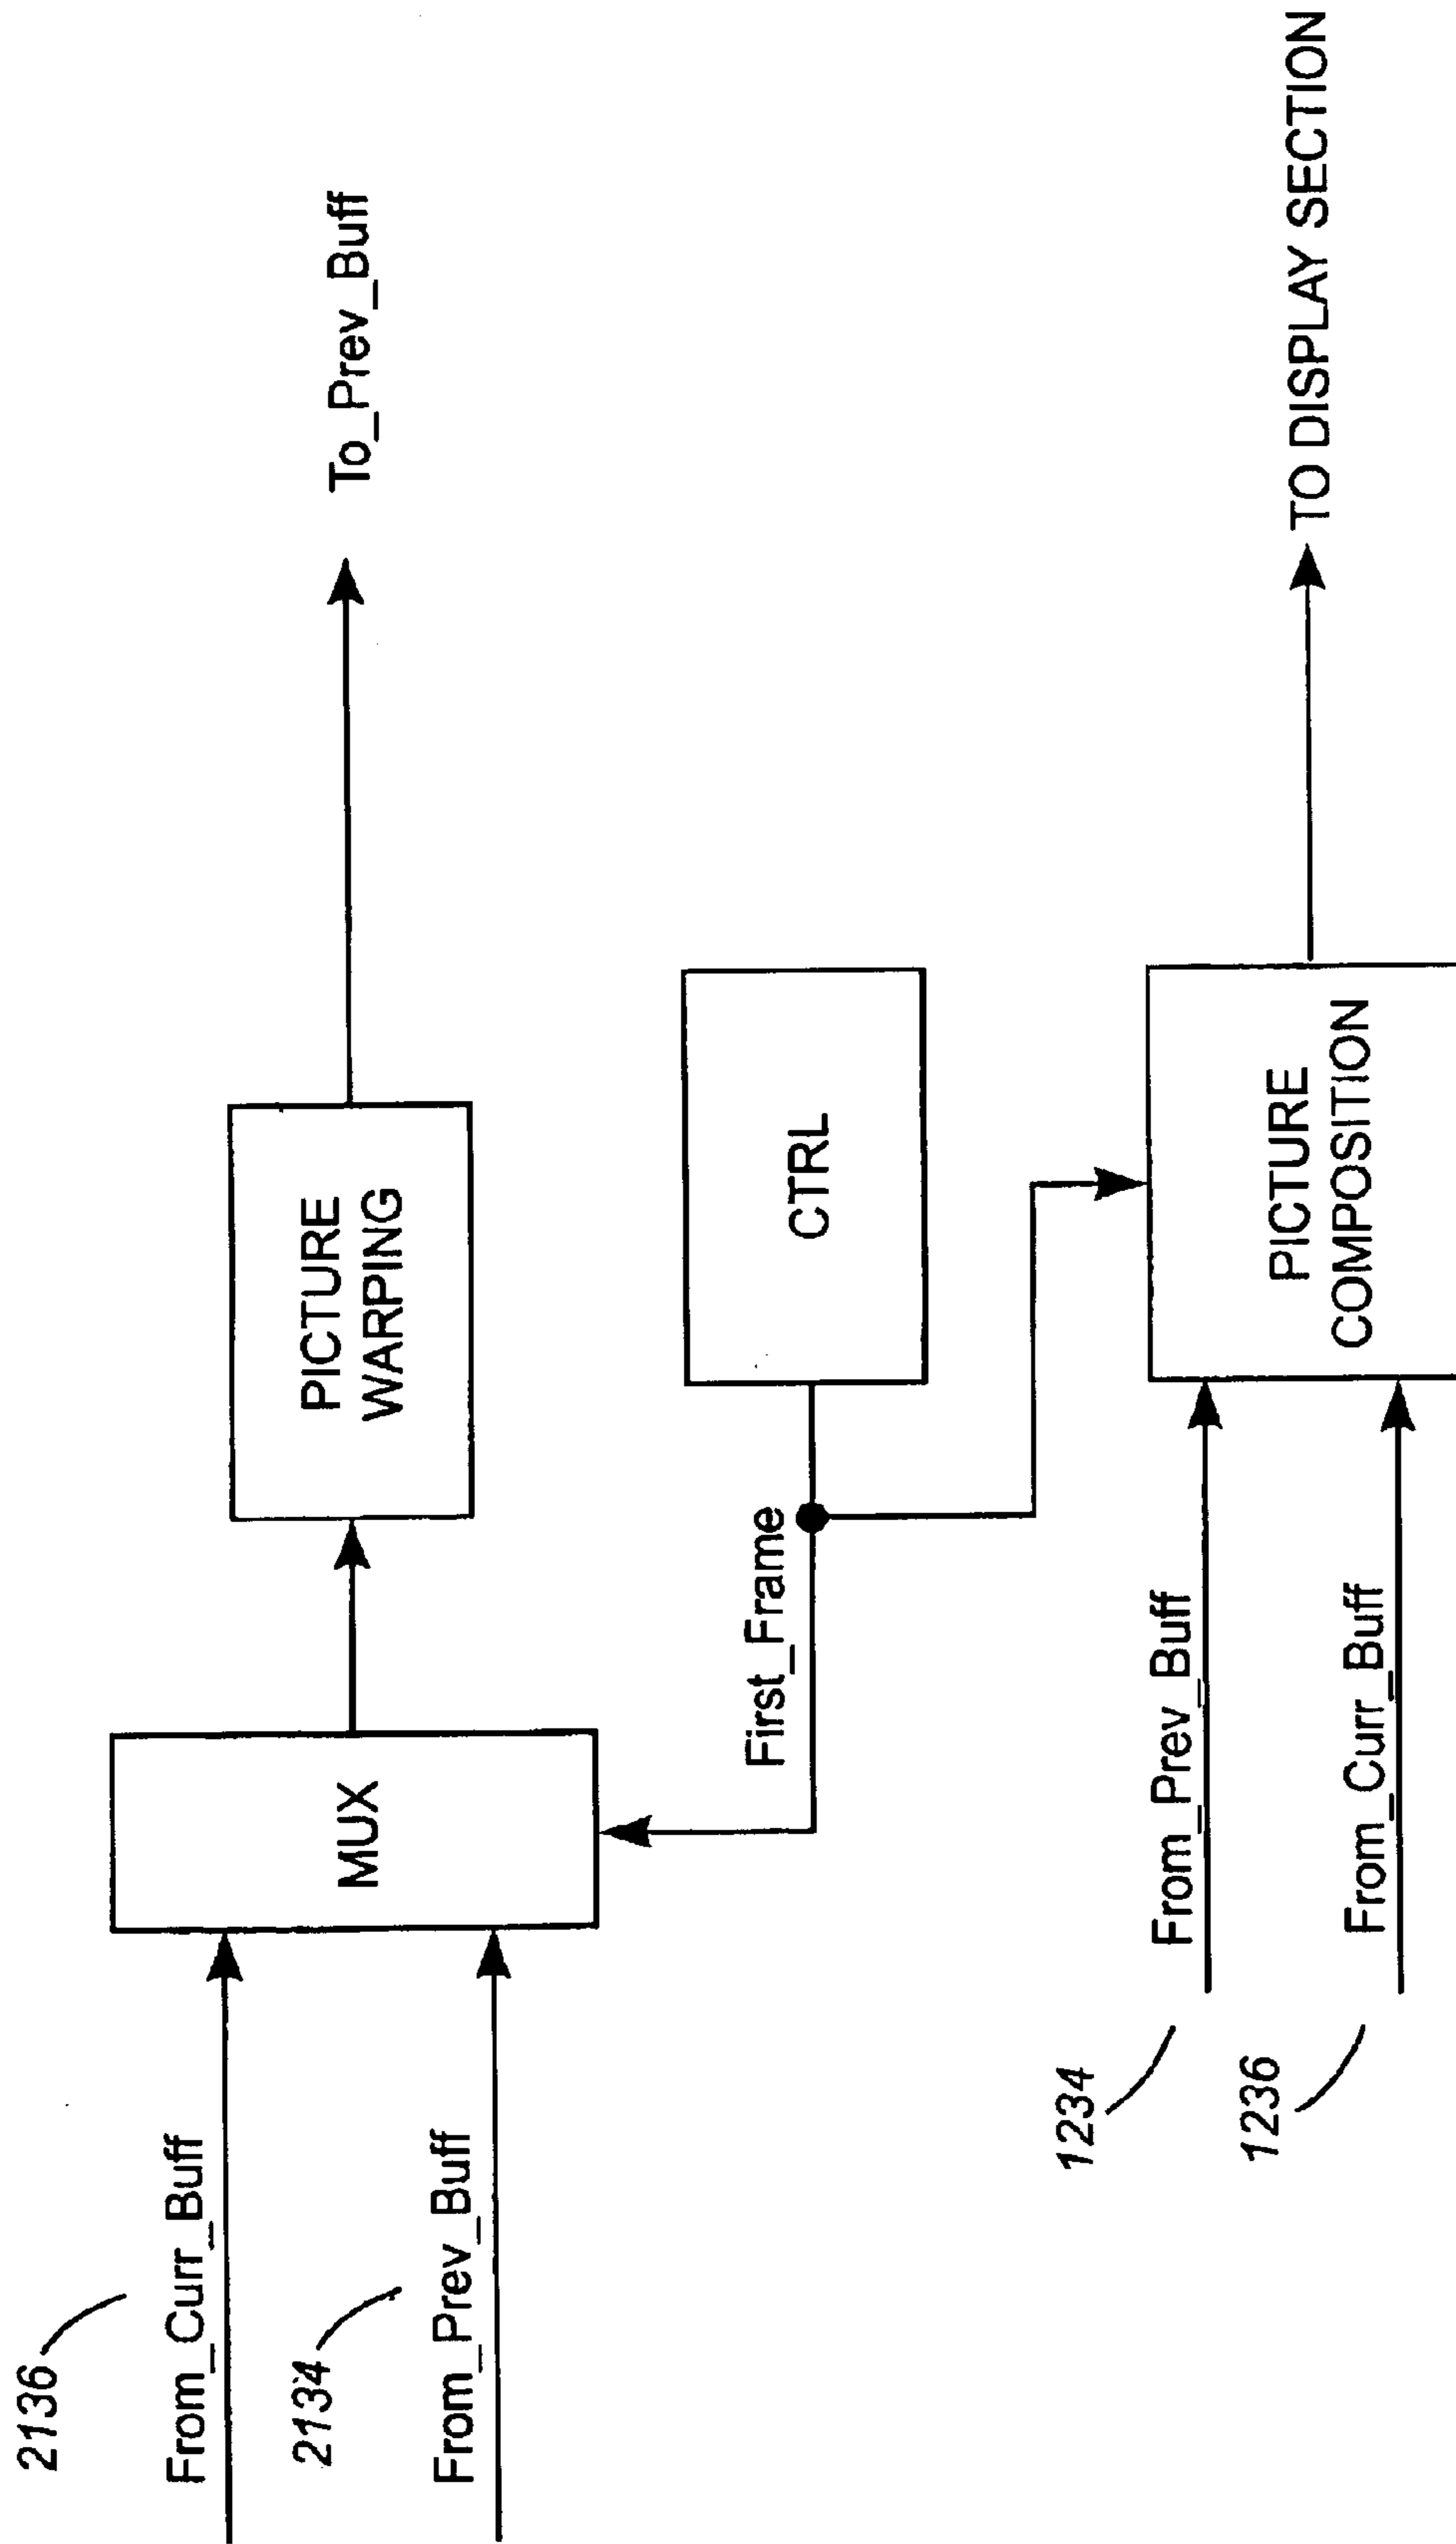 2136
From_Curr_Buff
2134
From_Prev_Buff
MUX
PICTURE
WARPING
To_Prev_Buff
First_Frame
CTRL
1234
From_Prev_Buff
1236
From_Curr_Buff
PICTURE
COMPOSITION
TO DISPLAY SECTION